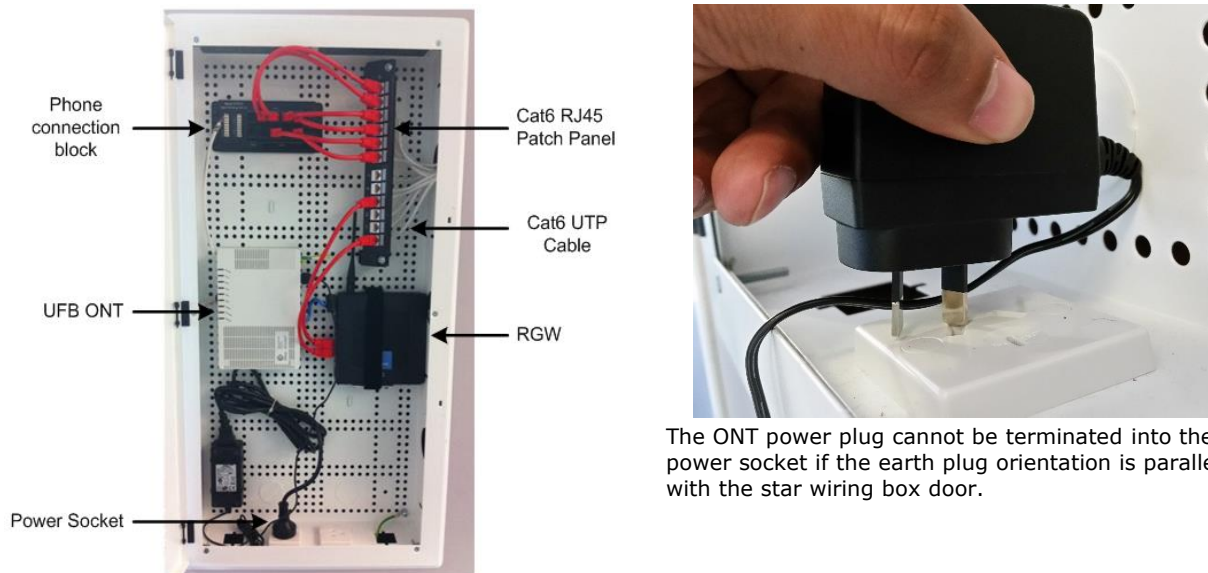 Phone
connection
block
Cat6 RJ45
Patch Panel
Cat6 UTP
Cable
UFB ONT
RGW
Power Socket
The ONT power plug cannot be terminated into the
power socket if the earth plug orientation is paralle
with the star wiring box door.